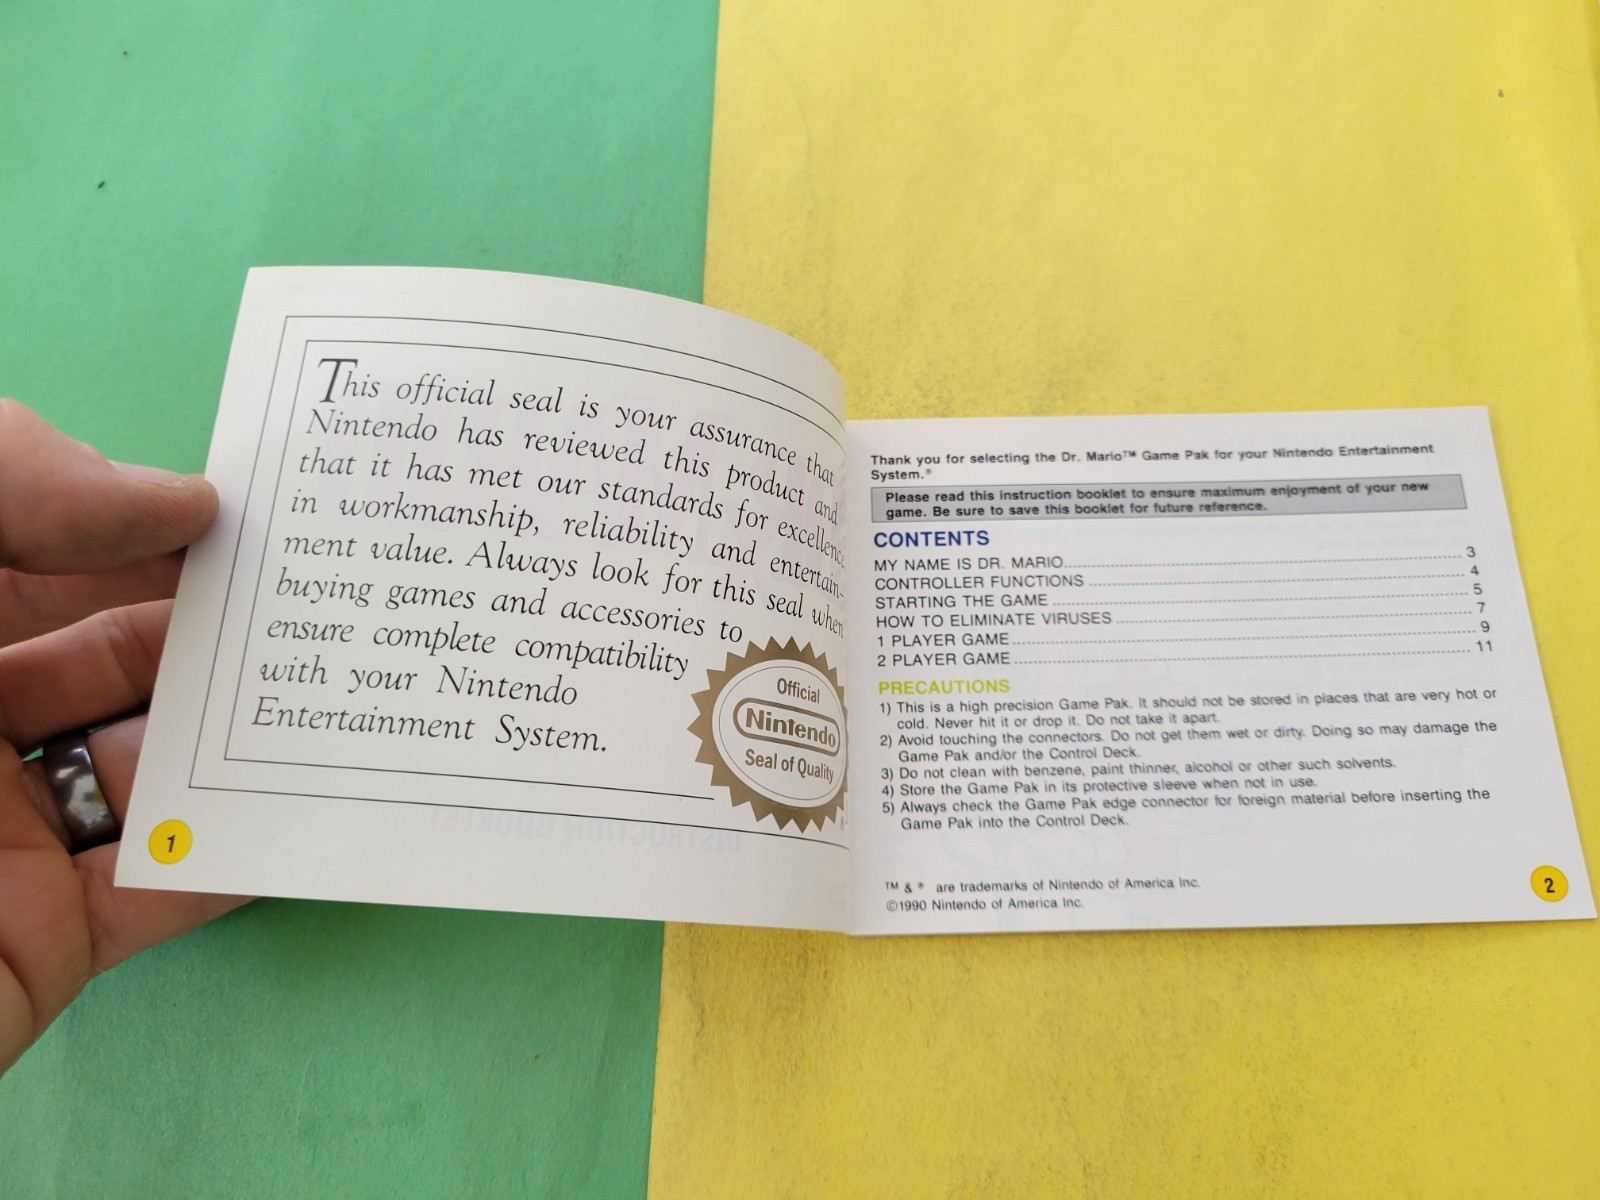 This official seal is your assurance that
Nintendo has reviewed this product and
that it has met our standards for excellence
in workmanship, reliability and entertain-
ment value. Always look for this seal when
buying games and accessories to
ensure complete compatibility
with your Nintendo
Entertainment System.
Official
Nintendo
Seal of Quality
1
Thank you for selecting the Dr. Mario™ Game Pak for your Nintendo Entertainment
System.®
Please read this instruction booklet to ensure maximum enjoyment of your new
game. Be sure to save this booklet for future reference.
CONTENTS
MY NAME IS DR. MARIO 3
CONTROLLER FUNCTIONS 4
STARTING THE GAME 5
HOW TO ELIMINATE VIRUSES 7
1 PLAYER GAME 9
2 PLAYER GAME 11
PRECAUTIONS
1) This is a high precision Game Pak. It should not be stored in places that are very hot or
cold. Never hit it or drop it. Do not take it apart.
2) Avoid touching the connectors. Do not get them wet or dirty. Doing so may damage the
Game Pak and/or the Control Deck.
3) Do not clean with benzene, paint thinner, alcohol or other such solvents.
4) Store the Game Pak in its protective sleeve when not in use.
5) Always check the Game Pak edge connector for foreign material before inserting the
Game Pak into the Control Deck.
TM & ® are trademarks of Nintendo of America Inc.
©1990 Nintendo of America Inc.
2